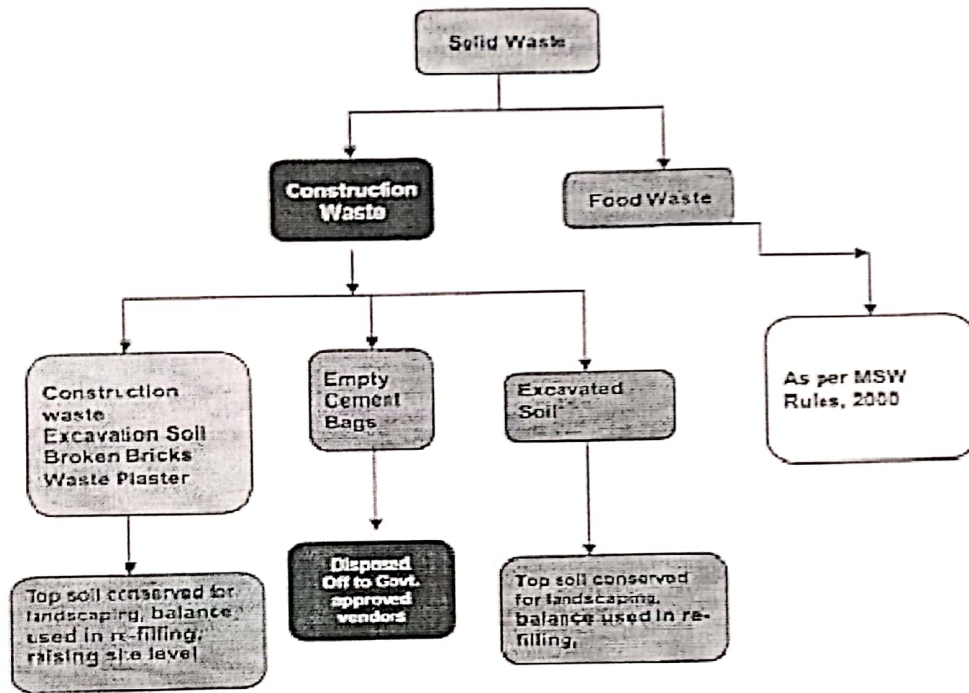 Solid Waste
Construction
Waste
Food Waste
Construction
waste
Excavation Soil
Broken Bricks
Waste Plaster
Empty
Cement
Bags
Excavated
Soil
As per MSW
Rules, 2000
Top soil conserved for
landscaping, balance
used in re-filling,
raising site level
Disposed
Off to Govt.
approved
vendors
Top soil conserved
for landscaping,
balance used in re-
filling,